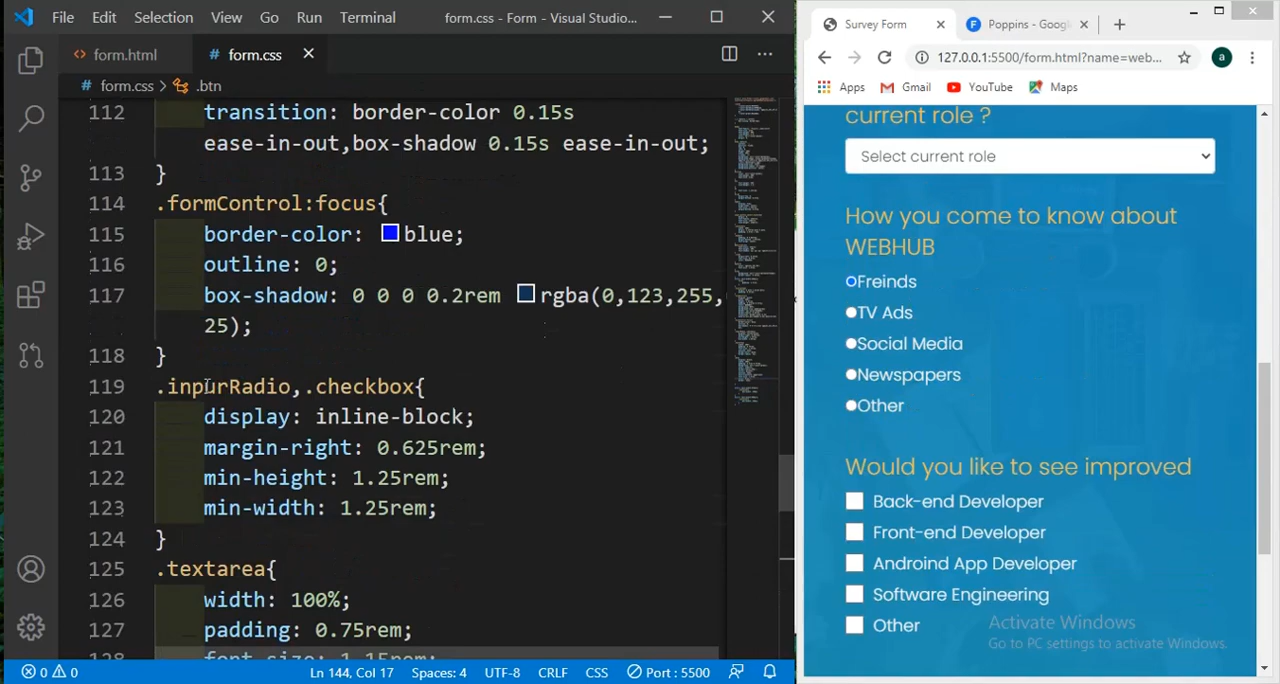 File Edit Selection View Go Run Terminal form.css - Form - Visual Studio...
form.html form.css
form.css > .btn
112 transition: border-color 0.15s
ease-in-out,box-shadow 0.15s ease-in-out;
113 }
114 .formControl:focus{
115 border-color: blue;
116 outline: 0;
117 box-shadow: 0 0 0 0.2rem rgba(0,123,255,
25);
118 }
119 .inpurRadio,.checkbox{
120 display: inline-block;
121 margin-right: 0.625rem;
122 min-height: 1.25rem;
123 min-width: 1.25rem;
124 }
125 .textarea{
126 width: 100%;
127 padding: 0.75rem;
128 font-size: 1.15rem;
0 0 Ln 144, Col 17 Spaces: 4 UTF-8 CRLF CSS Port : 5500
Survey Form Poppins - Googl
127.0.0.1:5500/form.html?name=web... a
Apps Gmail YouTube Maps
current role ?
Select current role
How you come to know about
WEBHUB
Freinds
TV Ads
Social Media
Newspapers
Other
Would you like to see improved
Back-end Developer
Front-end Developer
Androind App Developer
Software Engineering
Other
Activate Windows
Go to PC settings to activate Windows.